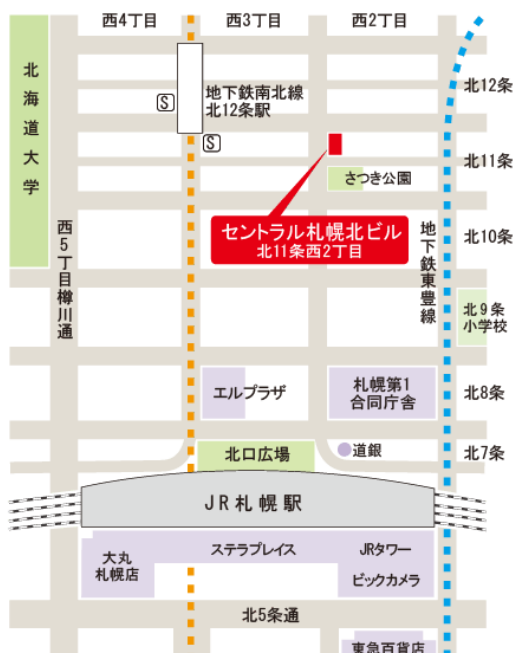 西4丁目
西3丁目
西2丁目
北海道大学
地下鉄南北線
北12条駅
S
S
北12条
北11条
さつき公園
セントラル札幌北ビル
北11条西2丁目
北10条
西5丁目樽川通
地下鉄東豊線
北9条
小学校
エルプラザ
札幌第1
合同庁舎
北8条
北口広場
道銀
北7条
JR札幌駅
大丸
札幌店
ステラプレイス
JRタワー
ビックカメラ
北5条通
東急百貨店